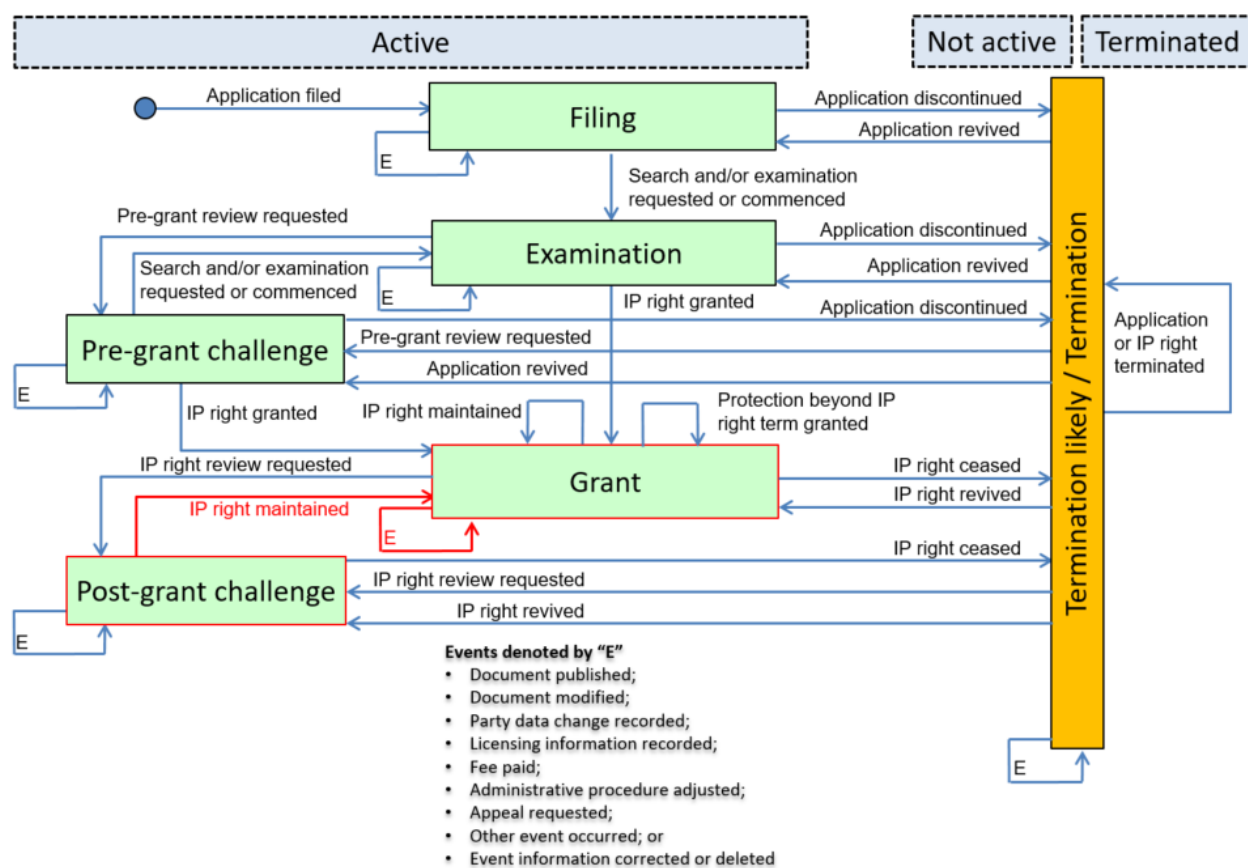 Active
Not active
Terminated
Application filed
Filing
Application discontinued
Application revived
E
Search and/or examination
requested or commenced
Pre-grant review requested
Examination
Application discontinued
Application revived
Search and/or examination
requested or commenced
E
IP right granted
Application discontinued
Pre-grant challenge
Pre-grant review requested
Application revived
E
Application
or IP right
terminated
Termination likely / Termination
IP right granted
IP right maintained
Protection beyond IP
right term granted
IP right review requested
Grant
IP right ceased
IP right revived
IP right maintained
E
Post-grant challenge
IP right ceased
IP right review requested
IP right revived
E
Events denoted by “E”
• Document published;
• Document modified;
• Party data change recorded;
• Licensing information recorded;
• Fee paid;
• Administrative procedure adjusted;
• Appeal requested;
• Other event occurred; or
• Event information corrected or deleted
E